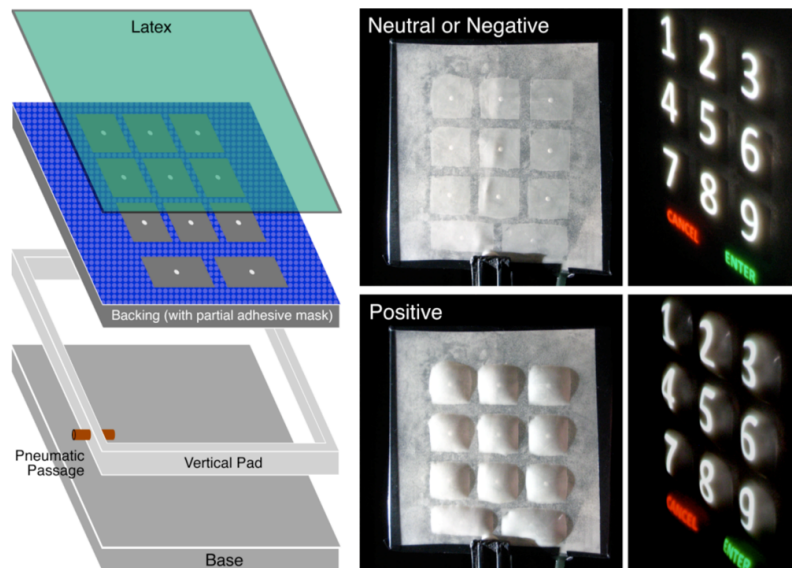 Latex
Backing (with partial adhesive mask)
Pneumatic
Passage
Vertical Pad
Base
Neutral or Negative
1 2 3
4 5 6
7 8 9
CANCEL
ENTER
Positive
1 2 3
4 5 6
7 8 9
CANCEL
ENTER